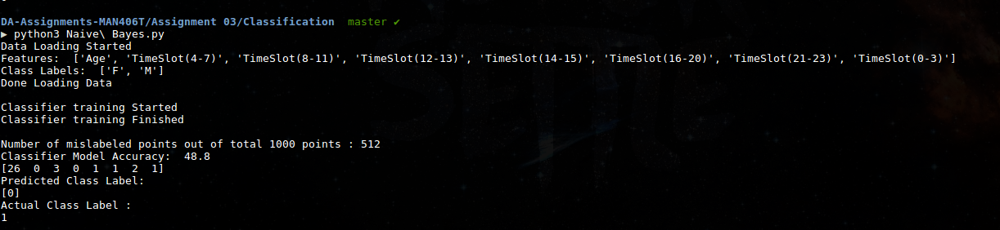 DA-Assignments-MAN406T/Assignment 03/Classification  master ✔
▶ python3 Naive\ Bayes.py
Data Loading Started
Features:  ['Age', 'TimeSlot(4-7)', 'TimeSlot(8-11)', 'TimeSlot(12-13)', 'TimeSlot(14-15)', 'TimeSlot(16-20)', 'TimeSlot(21-23)', 'TimeSlot(0-3)']
Class Labels:  ['F', 'M']
Done Loading Data
Classifier training Started
Classifier training Finished
Number of mislabeled points out of total 1000 points : 512
Classifier Model Accuracy:  48.8
[26  0  3  0  1  1  2  1]
Predicted Class Label:
[0]
Actual Class Label :
1